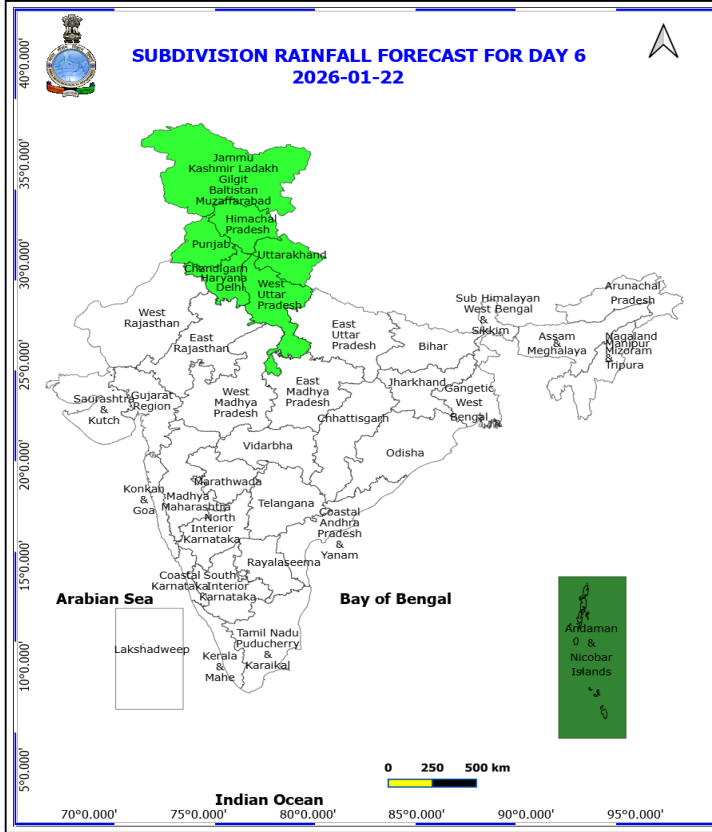 SUBDIVISION RAINFALL FORECAST FOR DAY 6
2026-01-22
40°0.000'
35°0.000'
30°0.000'
25°0.000'
20°0.000'
15°0.000'
10°0.000'
5°0.000'
Jammu
Kashmir Ladakh
Gilgit
Baltistan
Muzaffarabad
Himachal
Pradesh
Punjab
Uttarakhand
Chandigarh
Haryana
Delhi
West
Uttar
Pradesh
West
Rajasthan
East
Rajasthan
East
Uttar
Pradesh
Bihar
Sub Himalayan
West Bengal
&
Sikkim
Arunachal
Pradesh
Assam
&
Meghalaya
Nagaland
Manipur
Mizoram
&
Tripura
Saurashtra
&
Kutch
Gujarat
Region
West
Madhya
Pradesh
East
Madhya
Pradesh
Jharkhand
Gangetic
West
Bengal
Chhattisgarh
Odisha
Vidarbha
Konkan
&
Goa
Madhya
Maharashtra
Marathwada
Telangana
North
Interior
Karnataka
Coastal
Andhra
Pradesh
&
Yanam
Rayalaseema
Coastal
Karnataka
South
Interior
Karnataka
Arabian Sea
Bay of Bengal
Lakshadweep
Kerala
&
Mahe
Tamil Nadu
Puducherry
&
Karaikal
Andaman
&
Nicobar
Islands
0 250 500 km
Indian Ocean
70°0.000' 75°0.000' 80°0.000' 85°0.000' 90°0.000' 95°0.000'